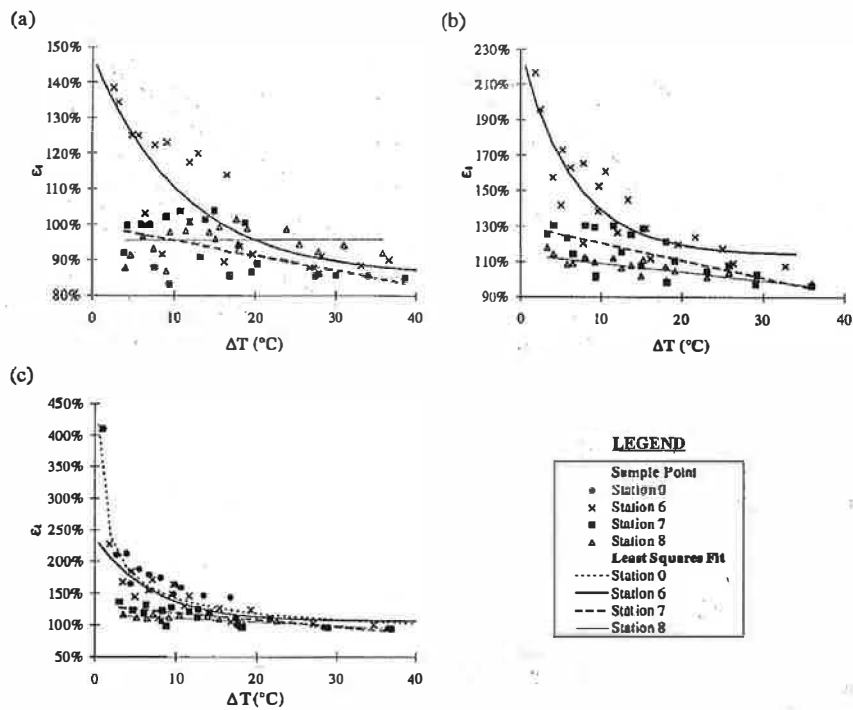 (a)
150%
140%
130%
120%
110%
100%
90%
80%
ε₁
0
10
20
30
40
ΔT (°C)
(b)
230%
210%
190%
170%
150%
130%
110%
90%
ε₁
0
10
20
30
40
ΔT (°C)
(c)
450%
400%
350%
300%
250%
200%
150%
100%
50%
ε₁
0
10
20
30
40
ΔT (°C)
LEGEND
Sample Point
Station 0
Station 6
Station 7
Station 8
Least Squares Fit
Station 0
Station 6
Station 7
Station 8